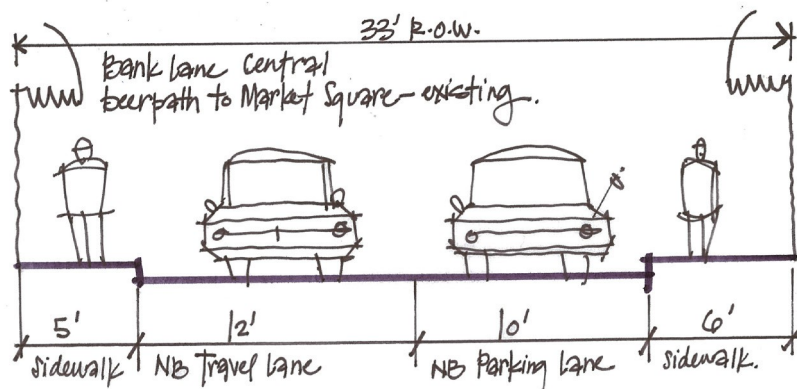 33' R.O.W.
Bank Lane Central
Deerpath to Market Square - existing.
5' 12' 10' 6'
sidewalk NB Travel Lane NB Parking Lane sidewalk.